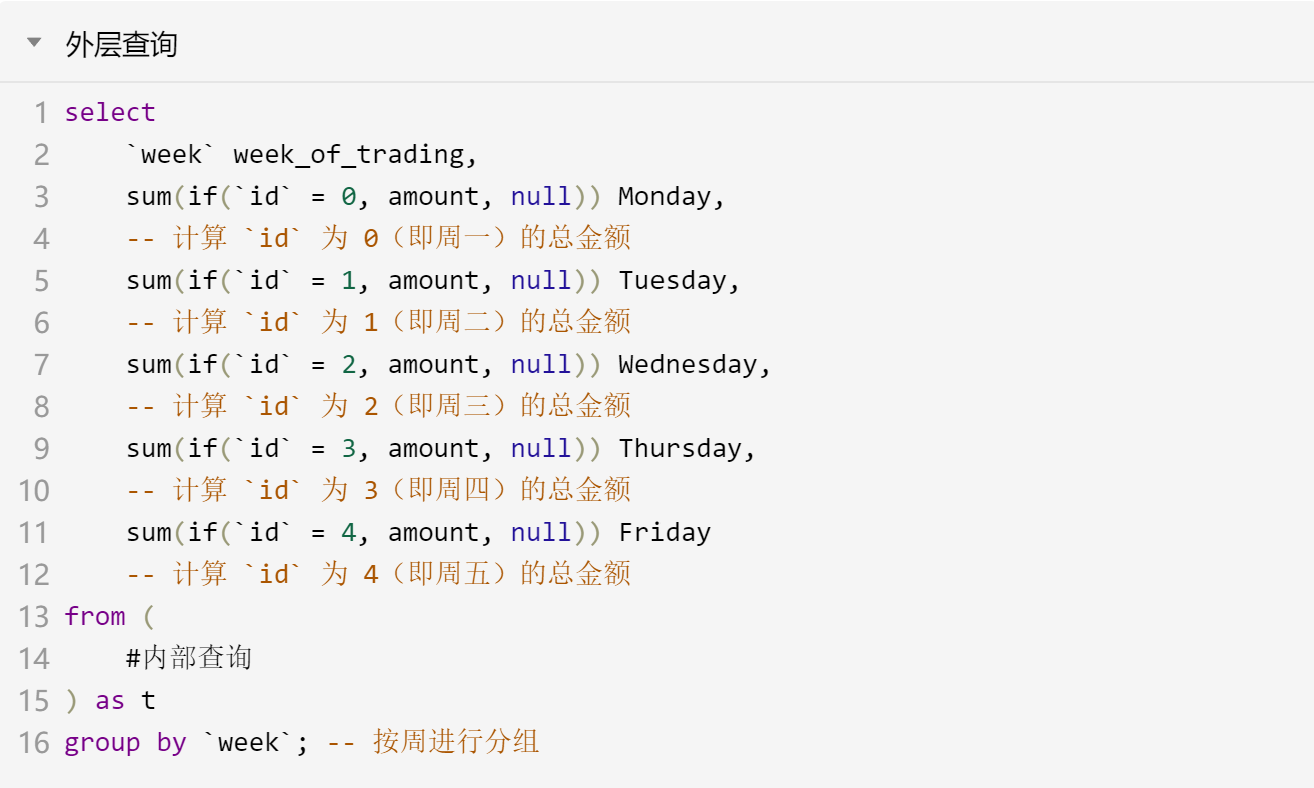 外层查询
1 select
2     `week` week_of_trading,
3     sum(if(`id` = 0, amount, null)) Monday,
4     -- 计算 `id` 为 0（即周一）的总金额
5     sum(if(`id` = 1, amount, null)) Tuesday,
6     -- 计算 `id` 为 1（即周二）的总金额
7     sum(if(`id` = 2, amount, null)) Wednesday,
8     -- 计算 `id` 为 2（即周三）的总金额
9     sum(if(`id` = 3, amount, null)) Thursday,
10     -- 计算 `id` 为 3（即周四）的总金额
11     sum(if(`id` = 4, amount, null)) Friday
12     -- 计算 `id` 为 4（即周五）的总金额
13 from (
14     #内部查询
15 ) as t
16 group by `week`; -- 按周进行分组